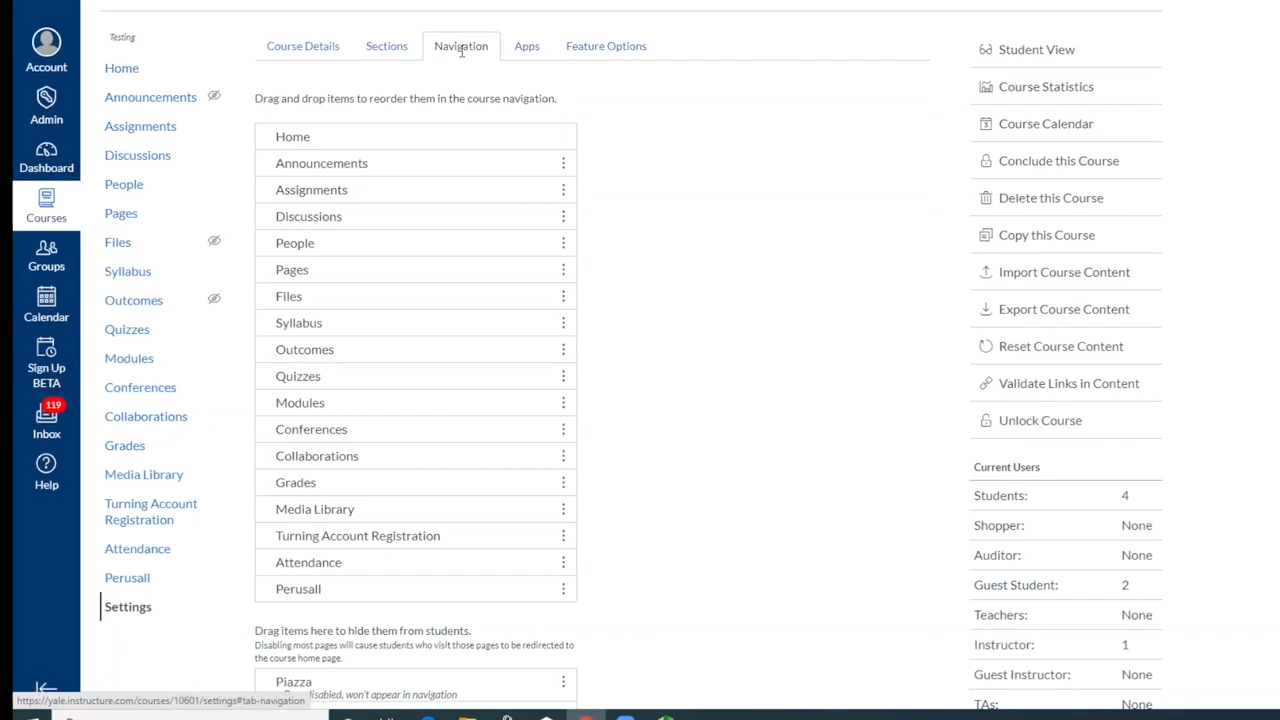 Account
Admin
Dashboard
Courses
Groups
Calendar
Sign Up
BETA
119
Inbox
Help
Testing
Home
Announcements
Assignments
Discussions
People
Pages
Files
Syllabus
Outcomes
Quizzes
Modules
Conferences
Collaborations
Grades
Media Library
Turning Account
Registration
Attendance
Perusall
Settings
Course Details
Sections
Navigation
Apps
Feature Options
Drag and drop items to reorder them in the course navigation.
Home
Announcements
Assignments
Discussions
People
Pages
Files
Syllabus
Outcomes
Quizzes
Modules
Conferences
Collaborations
Grades
Media Library
Turning Account Registration
Attendance
Perusall
Drag items here to hide them from students.
Disabling most pages will cause students who visit those pages to be redirected to
the course home page.
Piazza
disabled, won't appear in navigation
Student View
Course Statistics
Course Calendar
Conclude this Course
Delete this Course
Copy this Course
Import Course Content
Export Course Content
Reset Course Content
Validate Links in Content
Unlock Course
Current Users
Students: 4
Shopper: None
Auditor: None
Guest Student: 2
Teachers: None
Instructor: 1
Guest Instructor: None
TAs: None
https://yale.instructure.com/courses/10601/settings#tab-navigation